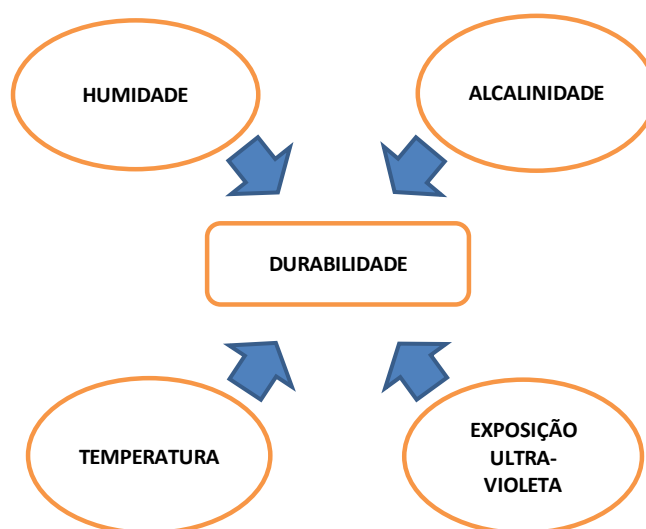 HUMIDADE
ALCALINIDADE
DURABILIDADE
TEMPERATURA
EXPOSIÇÃO
ULTRA-
VIOLETA